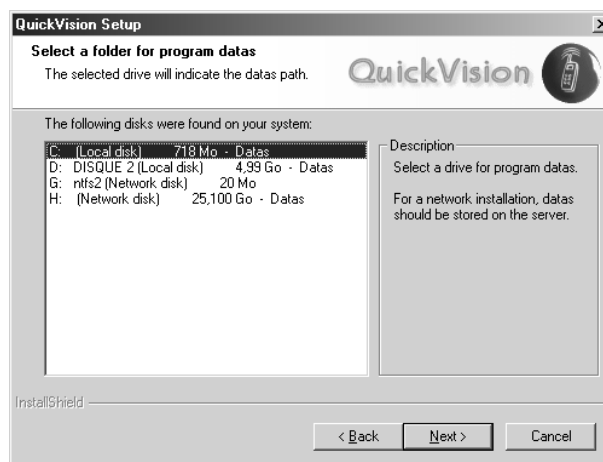 QuickVision Setup
Select a folder for program datas
The selected drive will indicate the datas path.
QuickVision
The following disks were found on your system:
C: (Local disk) 718 Mo - Datas
D: DISQUE 2 (Local disk) 4,99 Go - Datas
G: ntfs2 (Network disk) 20 Mo
H: (Network disk) 25,100 Go - Datas
Description
Select a drive for program datas.
For a network installation, datas
should be stored on the server.
InstallShield
< Back
Next >
Cancel